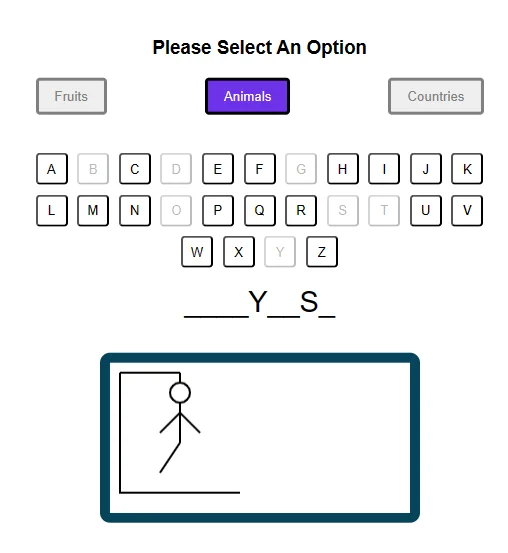 Please Select An Option
Fruits Animals Countries
A B C D E F G H I J K
L M N O P Q R S T U V
W X Y Z
____Y__S_